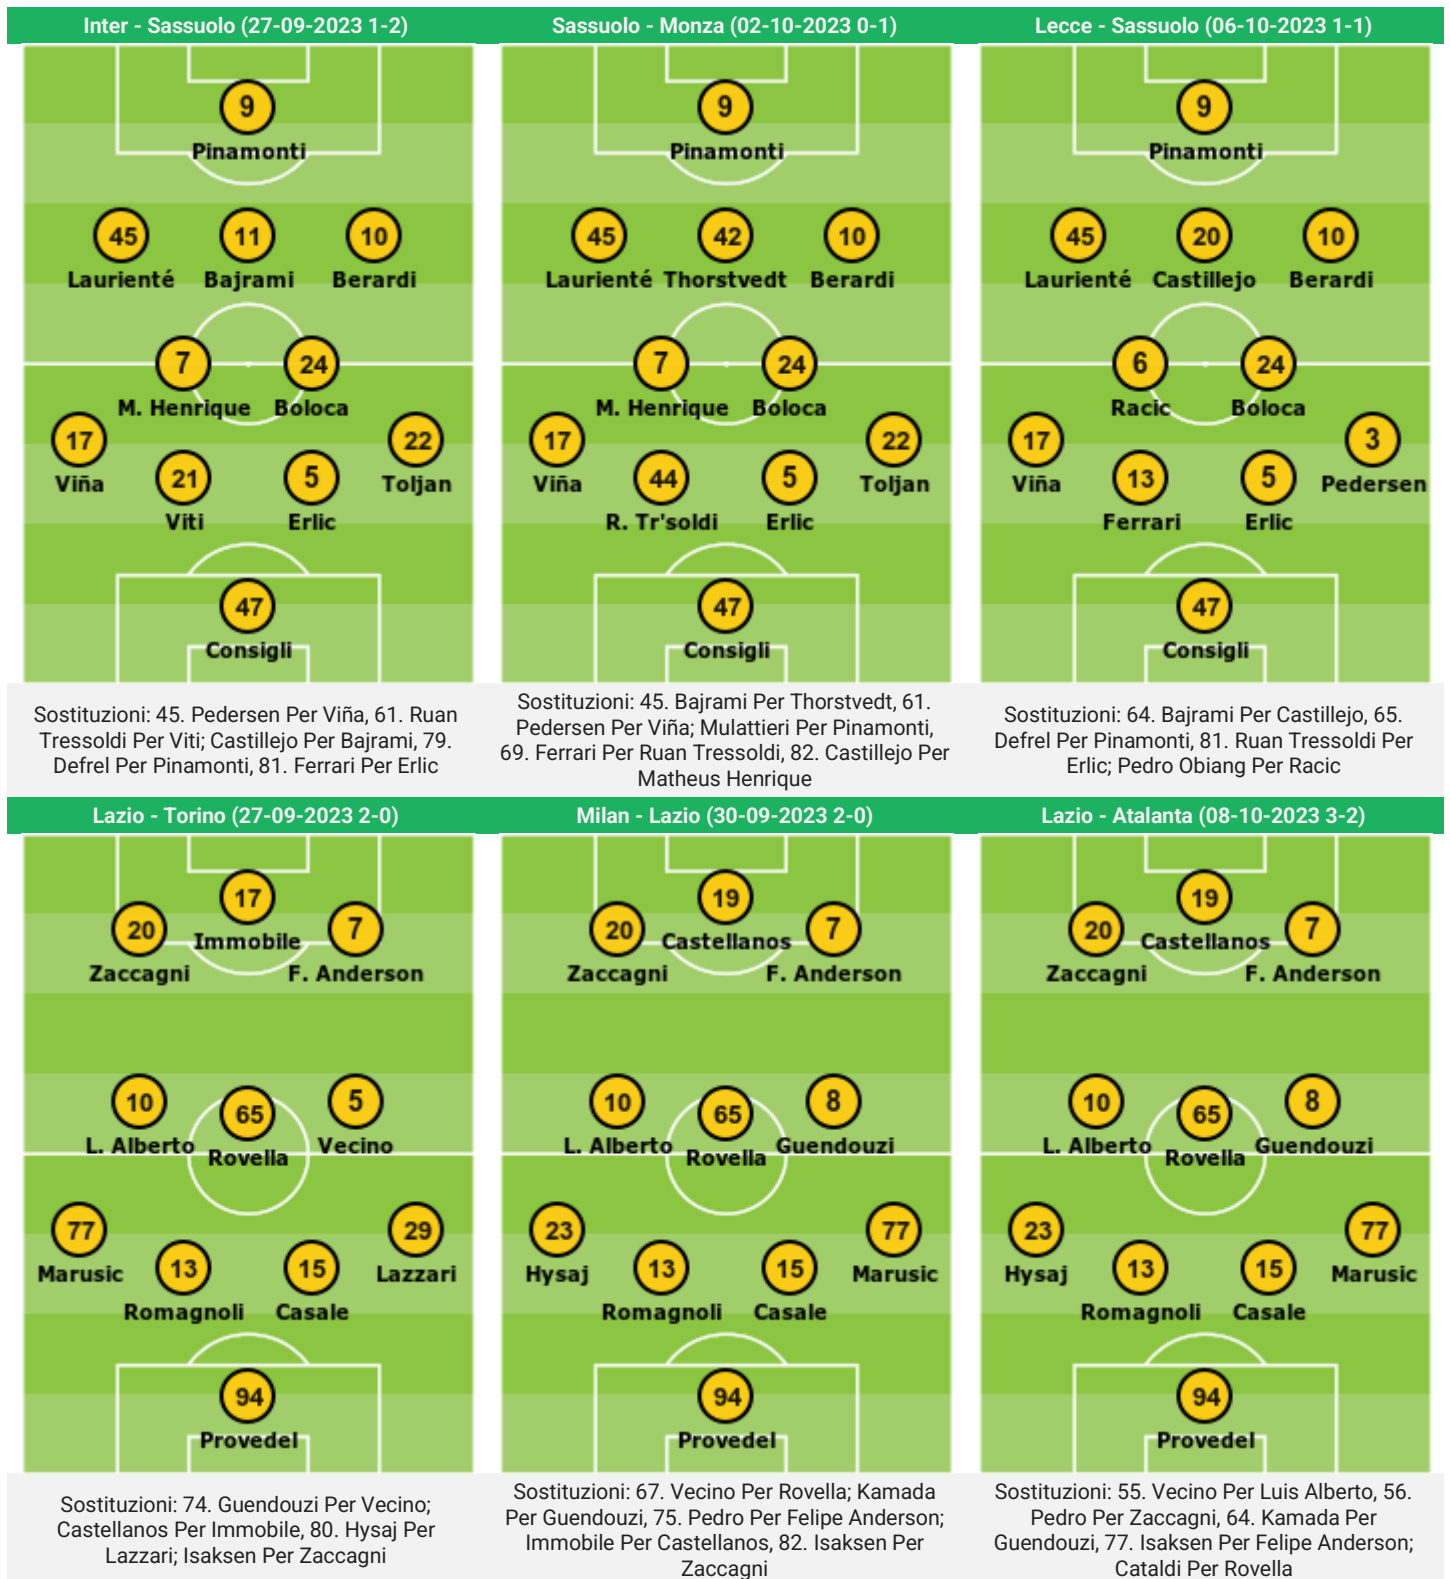 Inter - Sassuolo (27-09-2023 1-2)
9
Pinamonti
45 11 10
Laurienté Bajrami Berardi
7 24
M. Henrique Boloca
17 22
Viña Toljan
21 5
Viti Erlic
47
Consigli
Sostituzioni: 45. Pedersen Per Viña, 61. Ruan
Tressoldi Per Viti; Castillejo Per Bajrami, 79.
Defrel Per Pinamonti, 81. Ferrari Per Erlic
Sassuolo - Monza (02-10-2023 0-1)
9
Pinamonti
45 42 10
Laurienté Thorstvedt Berardi
7 24
M. Henrique Boloca
17 22
Viña Toljan
44 5
R. Tr'soldi Erlic
47
Consigli
Sostituzioni: 45. Bajrami Per Thorstvedt, 61.
Pedersen Per Viña; Mulattieri Per Pinamonti,
69. Ferrari Per Ruan Tressoldi, 82. Castillejo Per
Matheus Henrique
Lecce - Sassuolo (06-10-2023 1-1)
9
Pinamonti
45 20 10
Laurienté Castillejo Berardi
6 24
Racic Boloca
17 3
Viña Pedersen
13 5
Ferrari Erlic
47
Consigli
Sostituzioni: 64. Bajrami Per Castillejo, 65.
Defrel Per Pinamonti, 81. Ruan Tressoldi Per
Erlic; Pedro Obiang Per Racic
Lazio - Torino (27-09-2023 2-0)
17
Immobile
20 7
Zaccagni F. Anderson
10 65 5
L. Alberto Rovella Vecino
77 29
Marusic Lazzari
13 15
Romagnoli Casale
94
Provedel
Sostituzioni: 74. Guendouzi Per Vecino;
Castellanos Per Immobile, 80. Hysaj Per
Lazzari; Isaksen Per Zaccagni
Milan - Lazio (30-09-2023 2-0)
19
Castellanos
20 7
Zaccagni F. Anderson
10 65 8
L. Alberto Rovella Guendouzi
23 77
Hysaj Marusic
13 15
Romagnoli Casale
94
Provedel
Sostituzioni: 67. Vecino Per Rovella; Kamada
Per Guendouzi, 75. Pedro Per Felipe Anderson;
Immobile Per Castellanos, 82. Isaksen Per
Zaccagni
Lazio - Atalanta (08-10-2023 3-2)
19
Castellanos
20 7
Zaccagni F. Anderson
10 65 8
L. Alberto Rovella Guendouzi
23 77
Hysaj Marusic
13 15
Romagnoli Casale
94
Provedel
Sostituzioni: 55. Vecino Per Luis Alberto, 56.
Pedro Per Zaccagni, 64. Kamada Per
Guendouzi, 77. Isaksen Per Felipe Anderson;
Cataldi Per Rovella